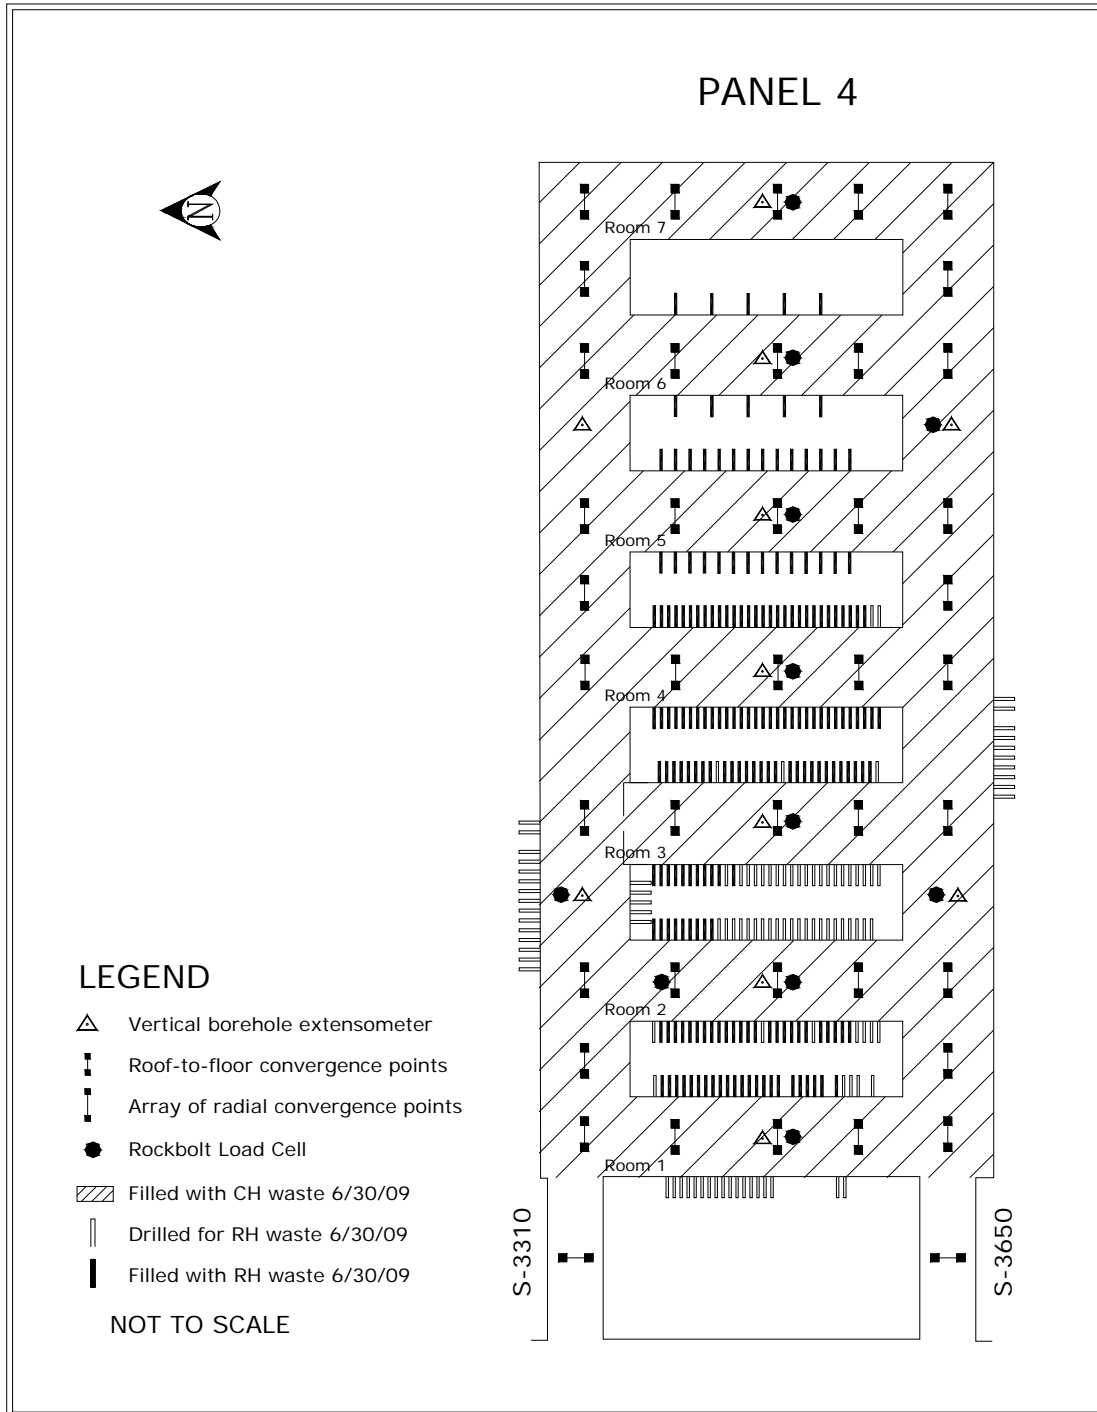 PANEL 4
N
Room 7
Room 6
Room 5
Room 4
Room 3
Room 2
Room 1
S-3310
S-3650
LEGEND
Vertical borehole extensometer
Roof-to-floor convergence points
Array of radial convergence points
Rockbolt Load Cell
Filled with CH waste 6/30/09
Drilled for RH waste 6/30/09
Filled with RH waste 6/30/09
NOT TO SCALE